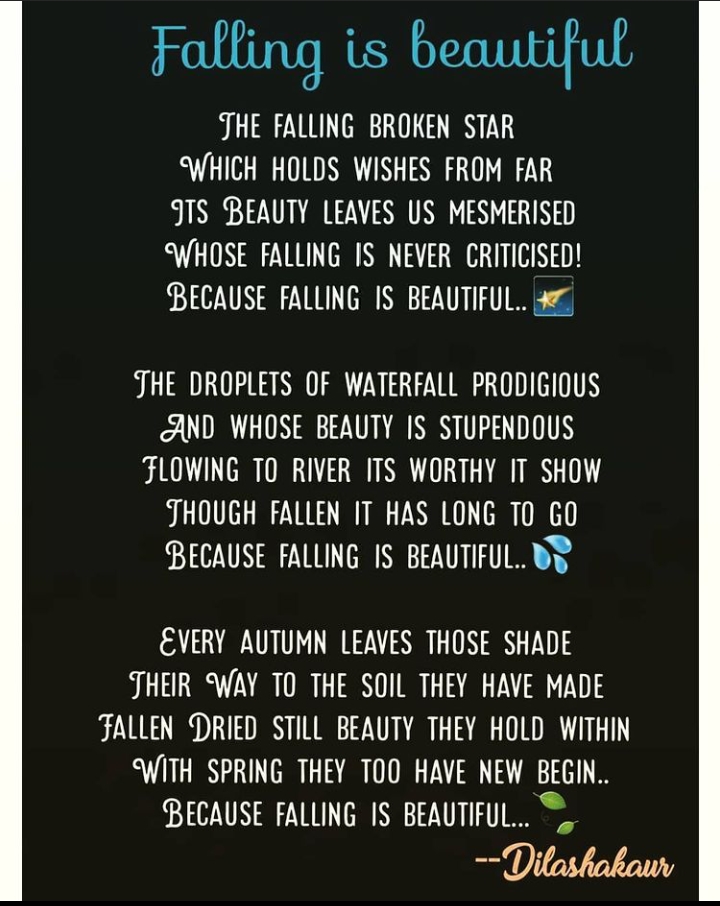 Falling is beautiful
The falling broken star
Which holds wishes from far
Its Beauty leaves us mesmerised
Whose falling is never criticised!
Because falling is beautiful..
The droplets of waterfall prodigious
And whose beauty is stupendous
Flowing to river its worthy it show
Though fallen it has long to go
Because falling is beautiful..
Every autumn leaves those shade
Their Way to the soil they have made
Fallen Dried still beauty they hold within
With spring they too have new begin..
Because falling is beautiful...
--Dilashakaur